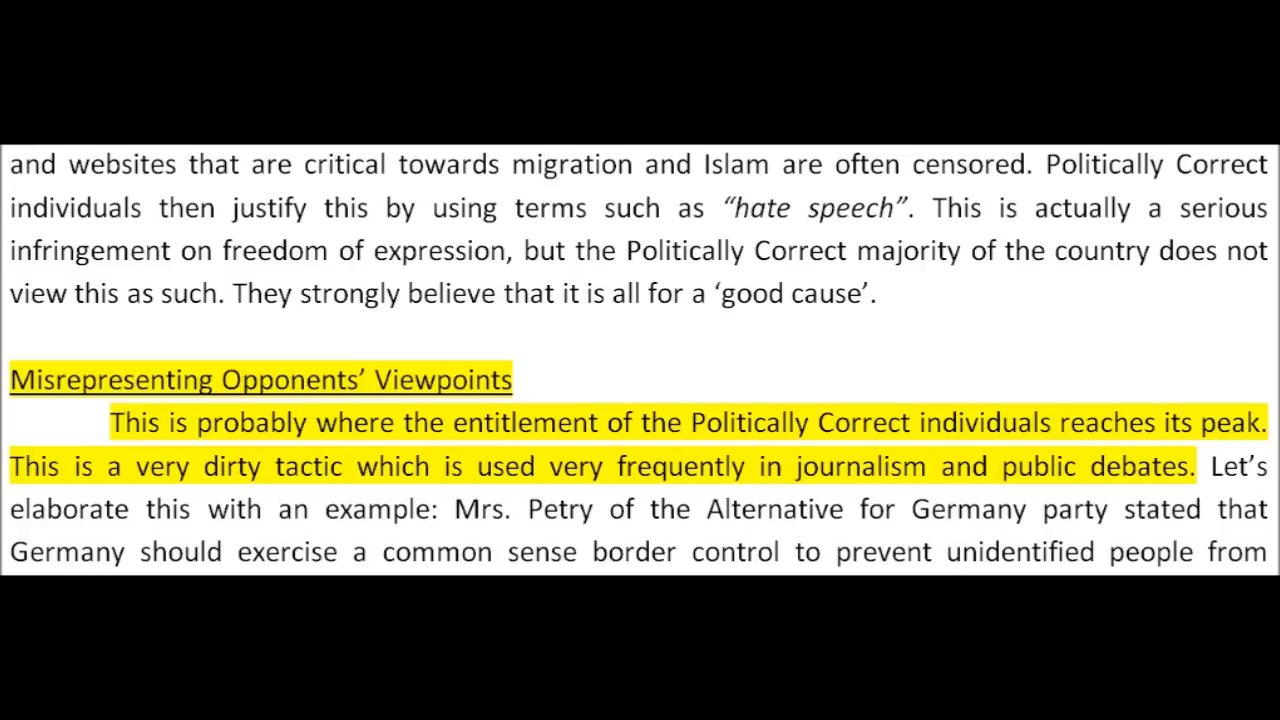 and websites that are critical towards migration and Islam are often censored. Politically Correct
individuals then justify this by using terms such as “hate speech”. This is actually a serious
infringement on freedom of expression, but the Politically Correct majority of the country does not
view this as such. They strongly believe that it is all for a ‘good cause’.
Misrepresenting Opponents’ Viewpoints
This is probably where the entitlement of the Politically Correct individuals reaches its peak.
This is a very dirty tactic which is used very frequently in journalism and public debates. Let’s
elaborate this with an example: Mrs. Petry of the Alternative for Germany party stated that
Germany should exercise a common sense border control to prevent unidentified people from